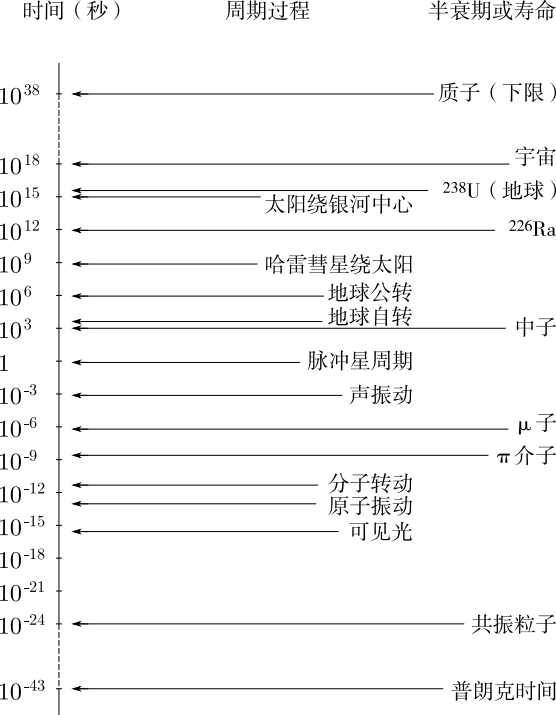 时间（秒） 周期过程 半衰期或寿命
10^38 质子（下限）
10^18 宇宙
10^15 ^238U（地球）
太阳绕银河中心
10^12 ^226Ra
10^9 哈雷彗星绕太阳
10^6 地球公转
地球自转
10^3 中子
1 脉冲星周期
10^-3 声振动
10^-6 μ子
10^-9 π介子
10^-12 分子转动
原子振动
10^-15 可见光
10^-18
10^-21
10^-24 共振粒子
10^-43 普朗克时间